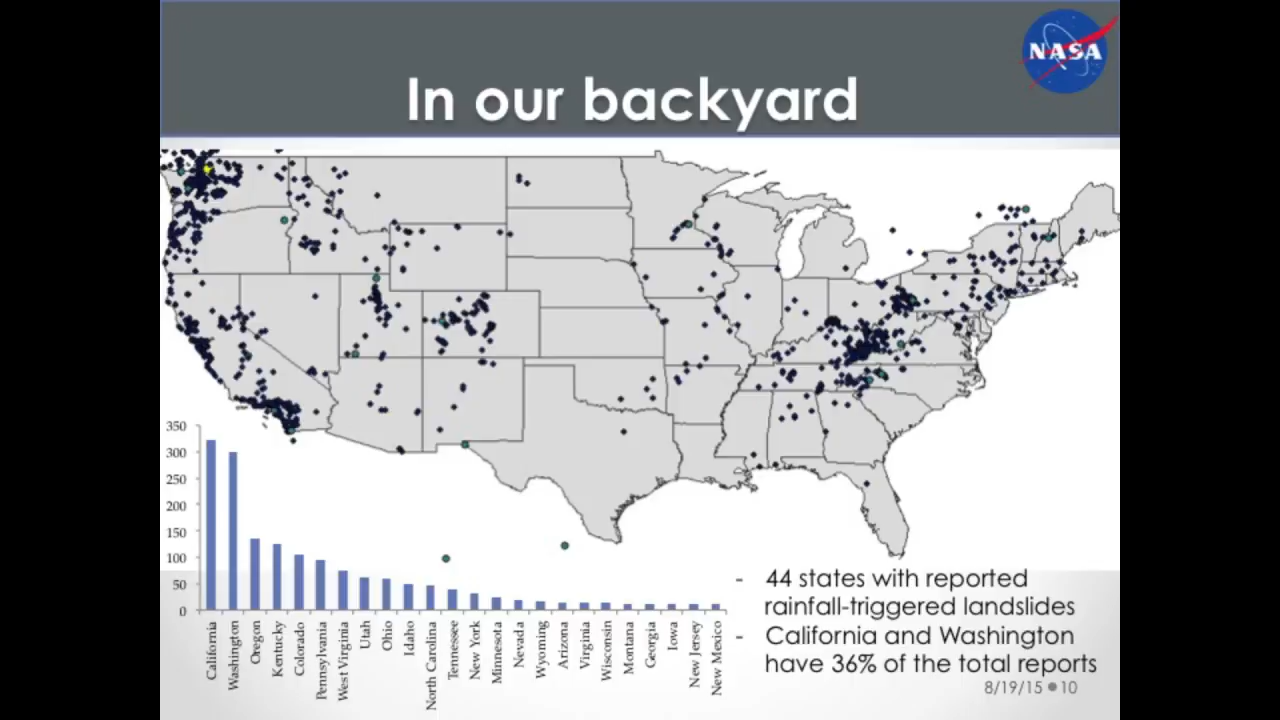 NASA
In our backyard
350
300
250
200
150
100
50
0
California
Washington
Oregon
Kentucky
Colorado
Pennsylvania
West Virginia
Utah
Ohio
Idaho
North Carolina
Tennessee
New York
Minnesota
Nevada
Wyoming
Arizona
Virginia
Wisconsin
Montana
Georgia
Iowa
New Jersey
New Mexico
- 44 states with reported
rainfall-triggered landslides
- California and Washington
have 36% of the total reports
8/19/15 ● 10